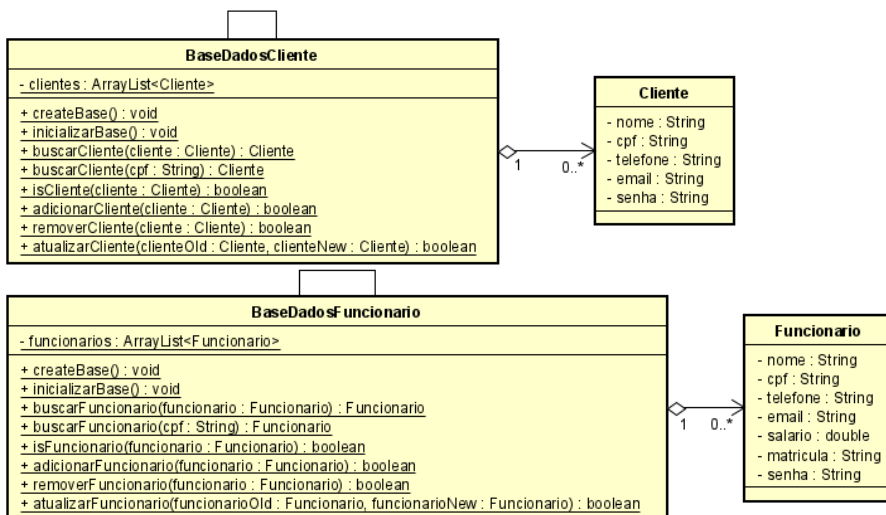 BaseDadosCliente
- clientes : ArrayList<Cliente>
+ createBase() : void
+ inicializarBase() : void
+ buscarCliente(cliente : Cliente) : Cliente
+ buscarCliente(cpf : String) : Cliente
+ isCliente(cliente : Cliente) : boolean
+ adicionarCliente(cliente : Cliente) : boolean
+ removerCliente(cliente : Cliente) : boolean
+ atualizarCliente(clienteOld : Cliente, clienteNew : Cliente) : boolean
1
0..*
Cliente
- nome : String
- cpf : String
- telefone : String
- email : String
- senha : String
BaseDadosFuncionario
- funcionarios : ArrayList<Funcionario>
+ createBase() : void
+ inicializarBase() : void
+ buscarFuncionario(funcionario : Funcionario) : Funcionario
+ buscarFuncionario(cpf : String) : Funcionario
+ isFuncionario(funcionario : Funcionario) : boolean
+ adicionarFuncionario(funcionario : Funcionario) : boolean
+ removerFuncionario(funcionario : Funcionario) : boolean
+ atualizarFuncionario(funcionarioOld : Funcionario, funcionarioNew : Funcionario) : boolean
1
0..*
Funcionario
- nome : String
- cpf : String
- telefone : String
- email : String
- salario : double
- matricula : String
- senha : String